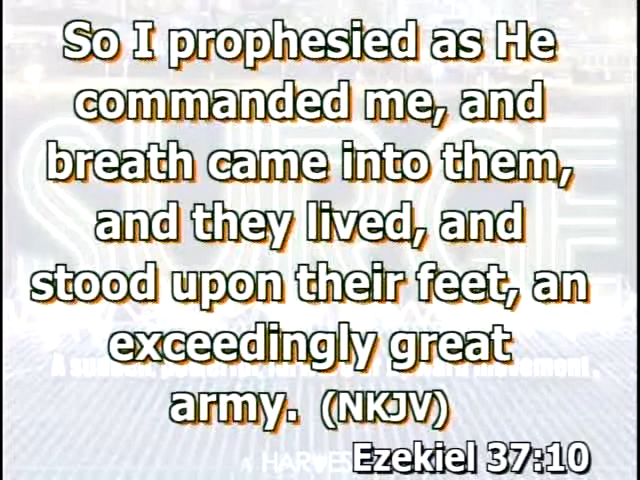 So I prophesied as He
commanded me, and
breath came into them,
and they lived, and
stood upon their feet, an
exceedingly great
army. (NKJV)
Ezekiel 37:10
SURGE